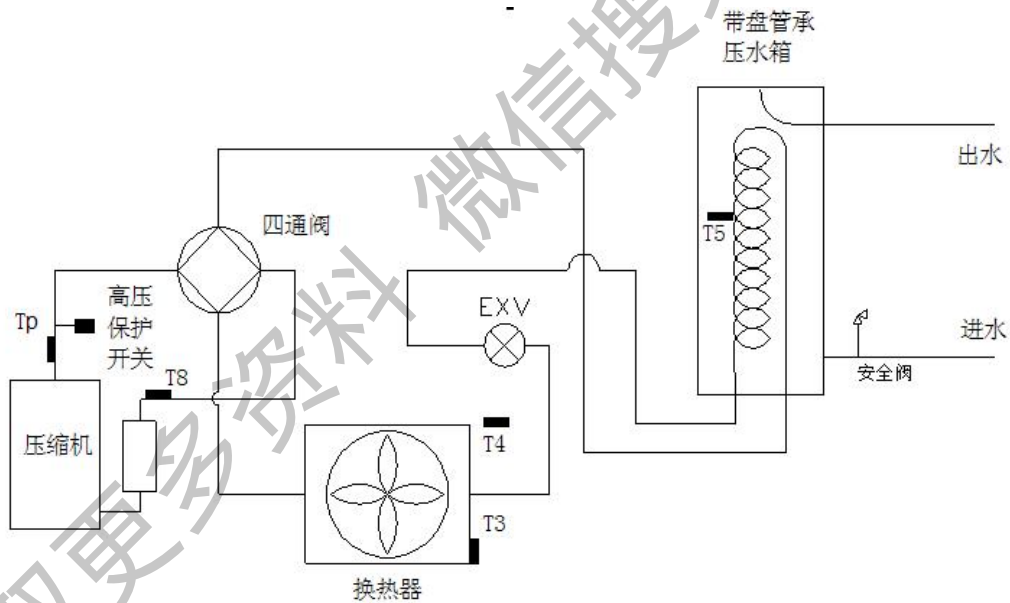 带盘管承
压水箱
出水
四通阀
T5
EXV
高压
保护
开关
Tp
进水
安全阀
T8
T4
压缩机
T3
换热器
取更多资料 微信搜